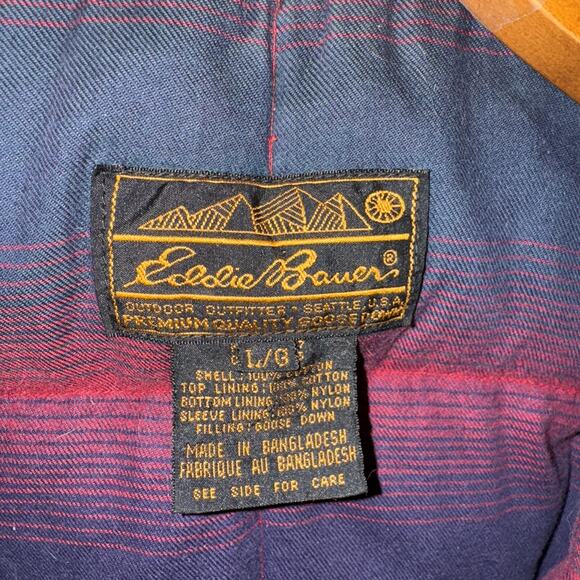 Eddie Bauer®
OUTDOOR OUTFITTER • SEATTLE, U.S.A.
PREMIUM QUALITY GOOSE DOWN
L/G
SHELL: 100% COTTON
TOP LINING: 100% COTTON
BOTTOM LINING: 100% NYLON
SLEEVE LINING: 100% NYLON
FILLING: GOOSE DOWN
MADE IN BANGLADESH
FABRIQUE AU BANGLADESH
SEE SIDE FOR CARE